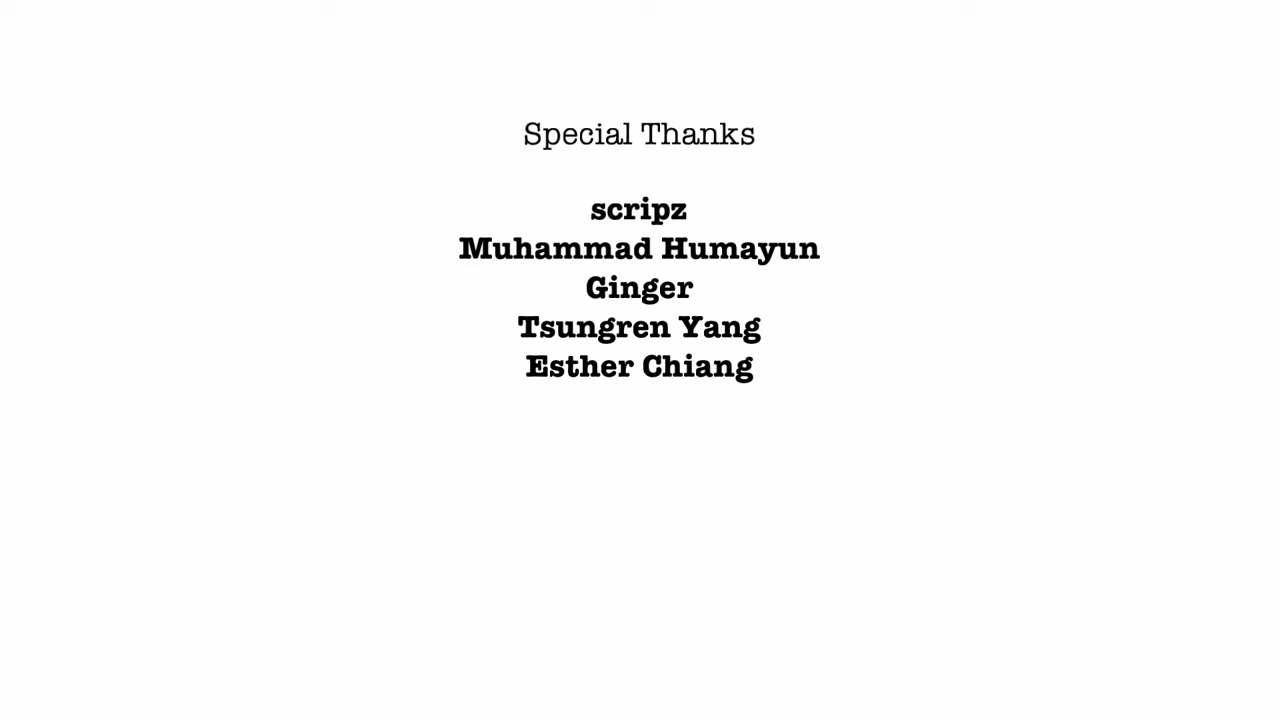 Special Thanks
scripz
Muhammad Humayun
Ginger
Tsungren Yang
Esther Chiang